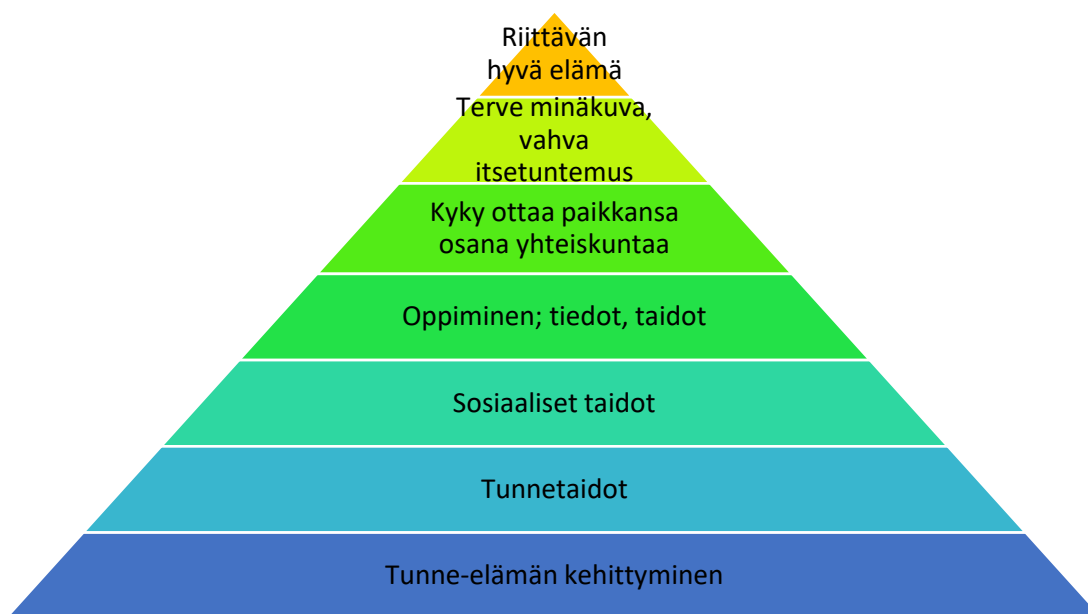 Riittävän
hyvä elämä
Terve minäkuva,
vahva
itsetuntemus
Kyky ottaa paikkansa
osana yhteiskuntaa
Oppiminen; tiedot, taidot
Sosiaaliset taidot
Tunnetaidot
Tunne-elämän kehittyminen